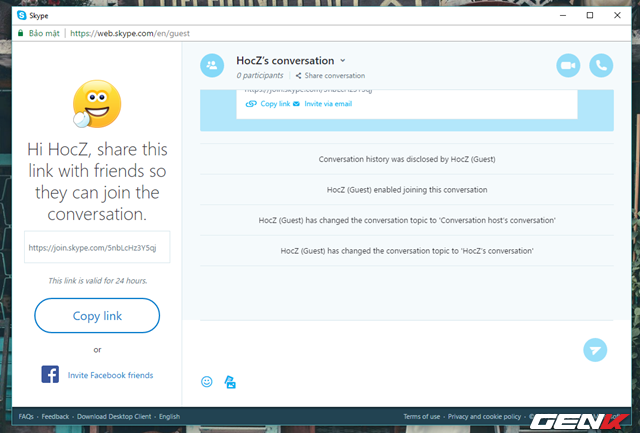 Skype
Bảo mật
https://web.skype.com/en/guest
HocZ's conversation
0 participants
Share conversation
Copy link
Invite via email
Hi HocZ, share this
link with friends so
they can join the
conversation.
https://join.skype.com/5nbLcHz3Y5qj
This link is valid for 24 hours.
Copy link
or
Invite Facebook friends
Conversation history was disclosed by HocZ (Guest)
HocZ (Guest) enabled joining this conversation
HocZ (Guest) has changed the conversation topic to 'Conversation host's conversation'
HocZ (Guest) has changed the conversation topic to 'HocZ's conversation'
FAQs - Feedback - Download Desktop Client - English
Terms of use - Privacy and cookie policy -
GENK